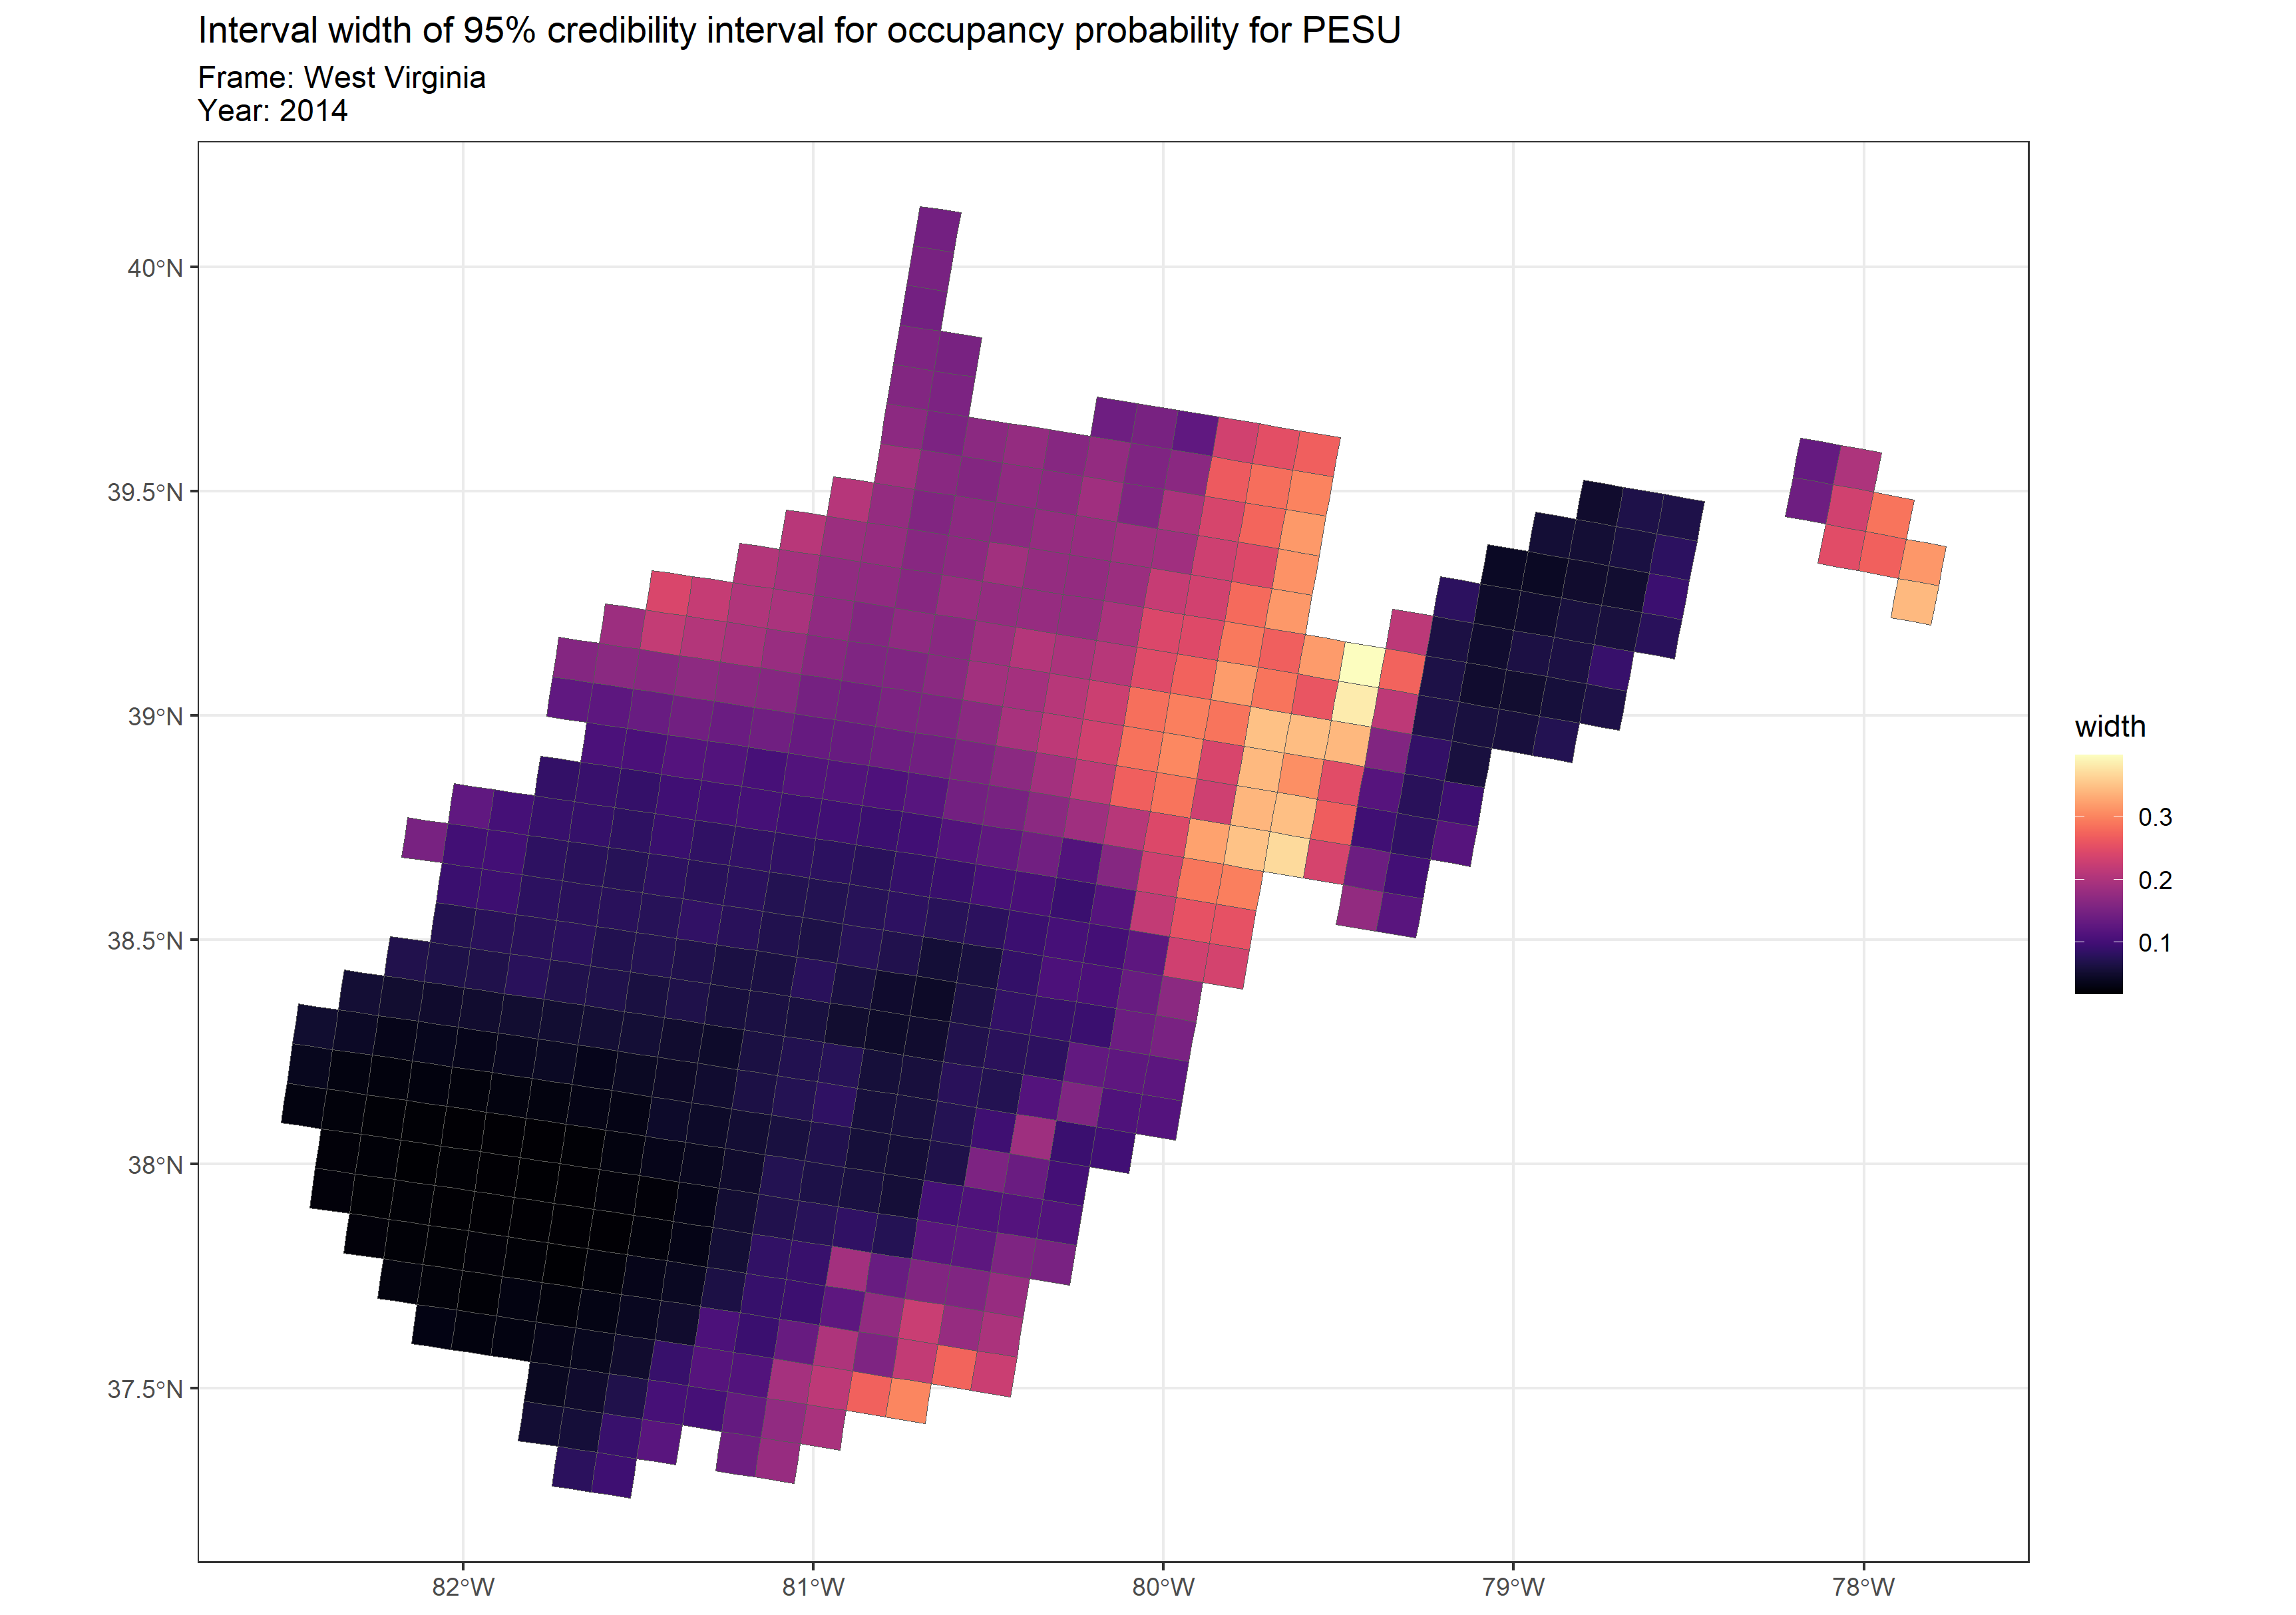 Interval width of 95% credibility interval for occupancy probability for PESU
Frame: West Virginia
Year: 2014
40°N
39.5°N
39°N
38.5°N
38°N
37.5°N
82°W
81°W
80°W
79°W
78°W
width
0.3
0.2
0.1